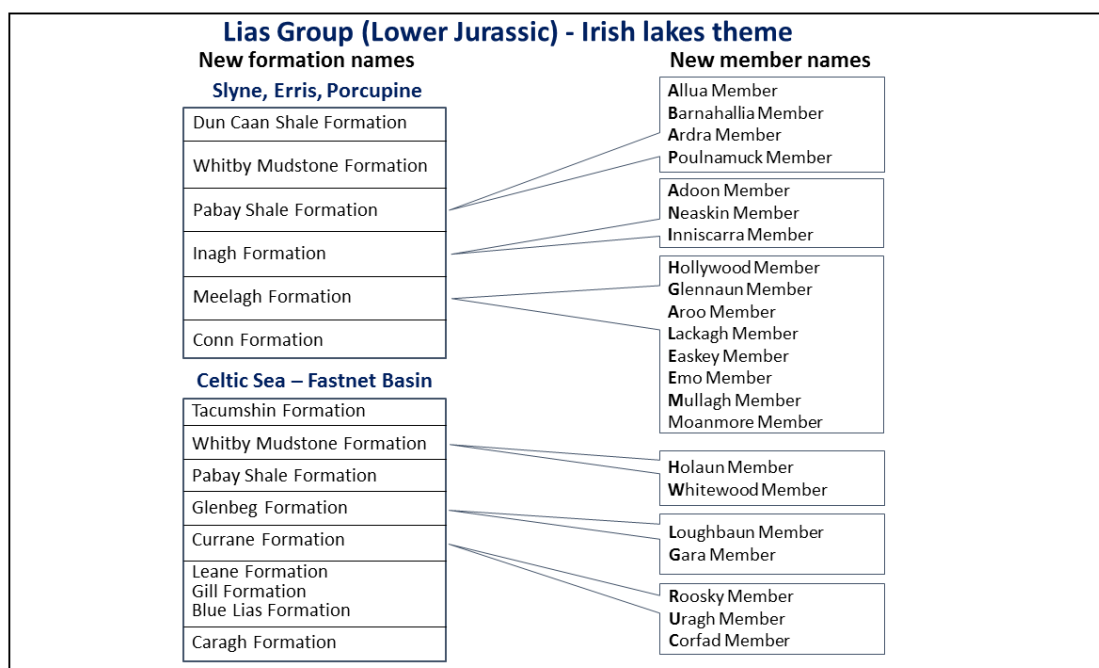 Lias Group (Lower Jurassic) - Irish lakes theme
New formation names
Slyne, Erris, Porcupine
Dun Caan Shale Formation
Whitby Mudstone Formation
Pabay Shale Formation
Inagh Formation
Meelagh Formation
Conn Formation
Celtic Sea – Fastnet Basin
Tacumshin Formation
Whitby Mudstone Formation
Pabay Shale Formation
Glenbeg Formation
Currane Formation
Leane Formation
Gill Formation
Blue Lias Formation
Caragh Formation
New member names
Allua Member
Barnahallia Member
Ardra Member
Poulnamuck Member
Adoon Member
Neaskin Member
Inniscarra Member
Hollywood Member
Glennaun Member
Aroo Member
Lackagh Member
Easkey Member
Emo Member
Mullagh Member
Moanmore Member
Holaun Member
Whitewood Member
Loughbaun Member
Gara Member
Roosky Member
Uragh Member
Corfad Member